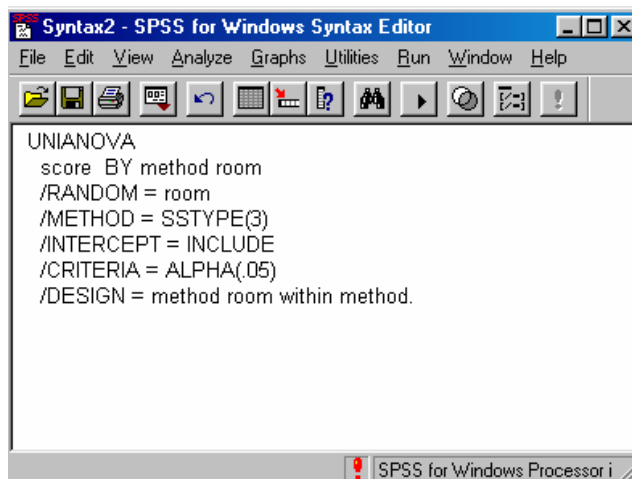 Syntax2 - SPSS for Windows Syntax Editor
File Edit View Analyze Graphs Utilities Run Window Help
UNIANOVA
score BY method room
/RANDOM = room
/METHOD = SSTYPE(3)
/INTERCEPT = INCLUDE
/CRITERIA = ALPHA(.05)
/DESIGN = method room within method.
SPSS for Windows Processor i